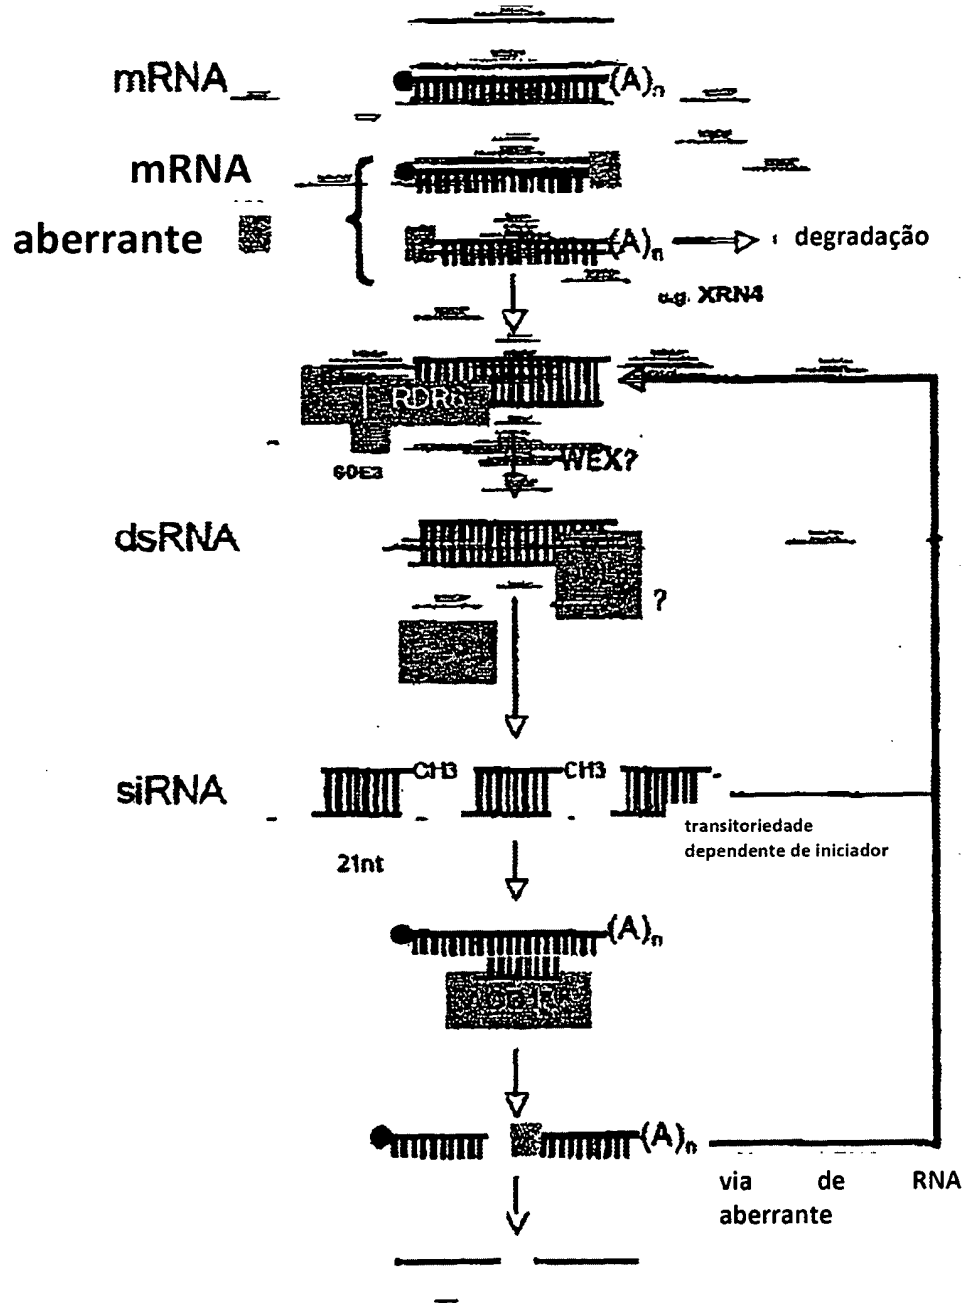 mRNA
(A)n
mRNA
aberrante
(A)n
degradação
e.g. XRN4
RDR6
WEX?
dsRNA
?
CH3
CH3
siRNA
transitoriedade
dependente de iniciador
21nt
(A)n
(A)n
via de RNA
aberrante